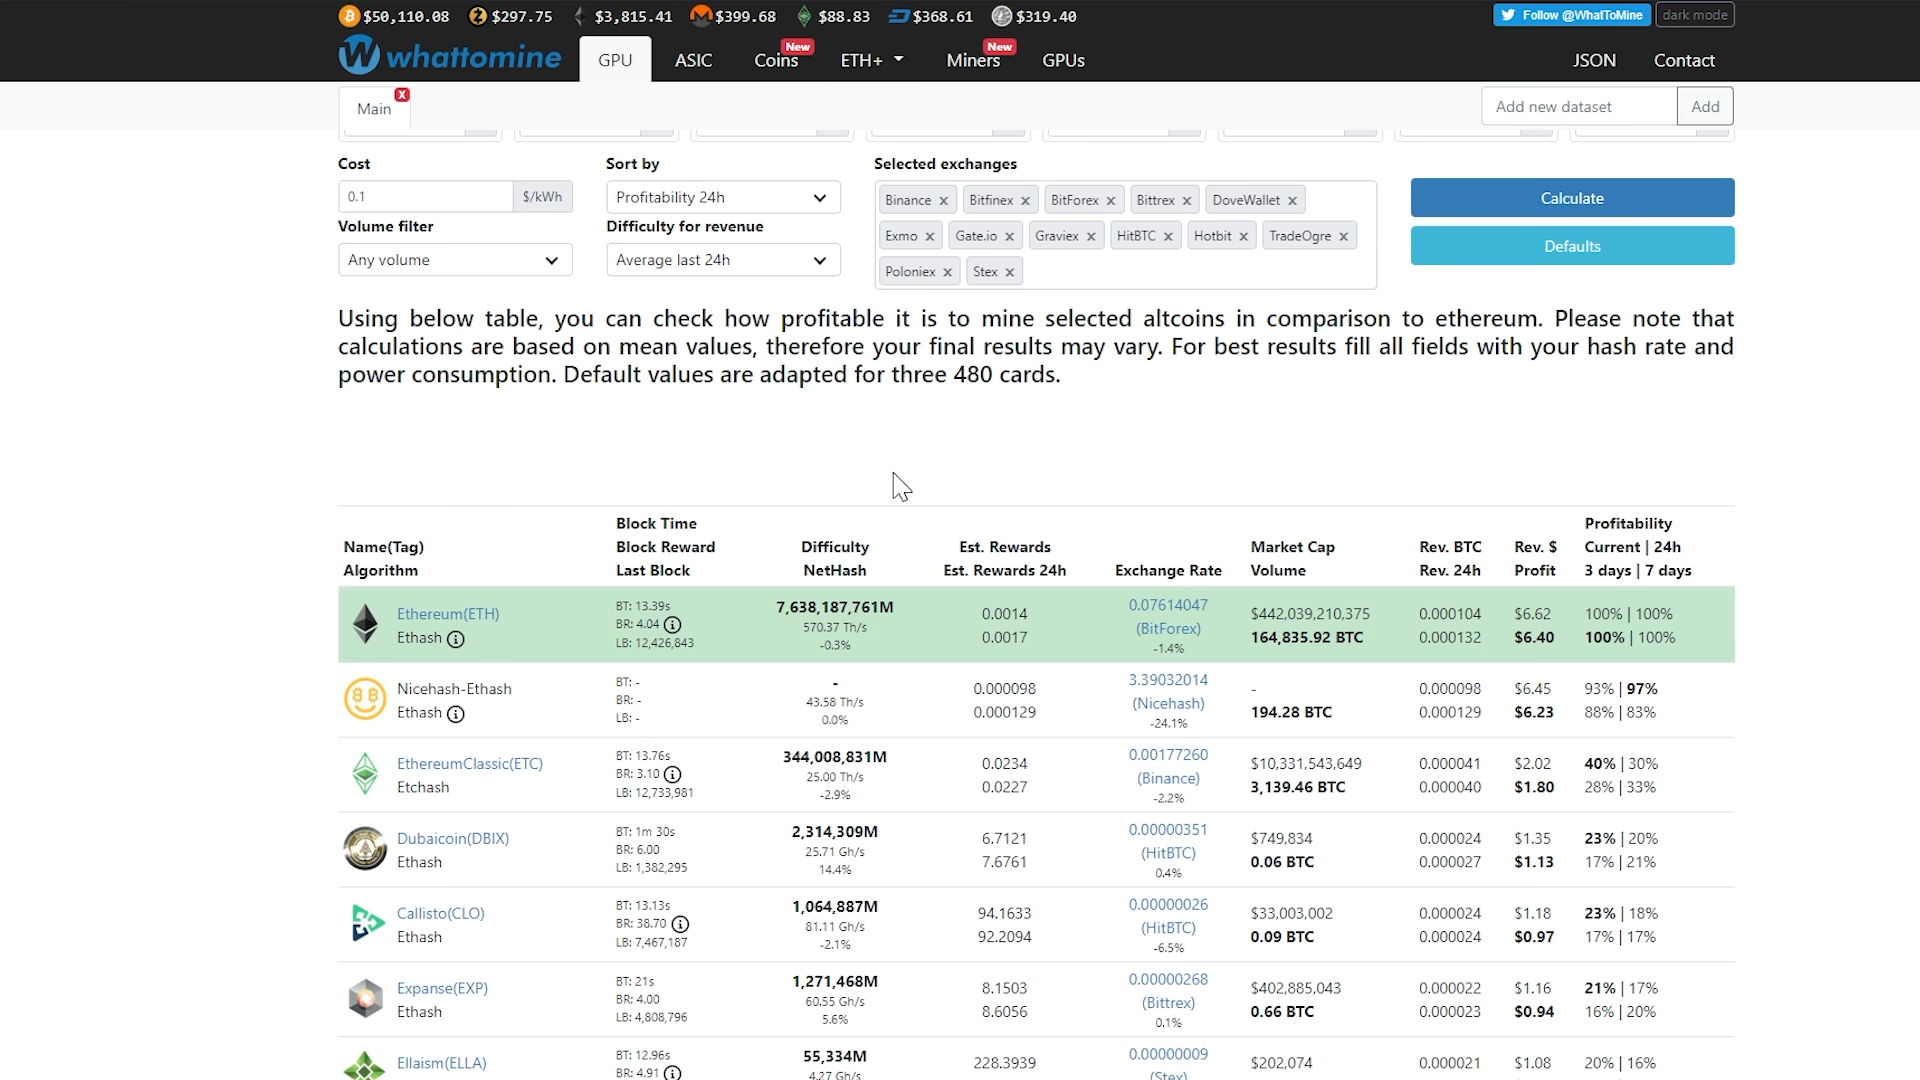 $50,110.08 $297.75 $3,815.41 $399.68 $88.83 $368.61 $319.40 Follow @WhatToMine dark mode
whattomine GPU ASIC Coins New ETH+ Miners New GPUs JSON Contact
Main x Add new dataset Add
Cost Sort by Selected exchanges
0.1 $/kWh Profitability 24h Binance × Bitfinex × BitForex × Bittrex × DoveWallet × Calculate
Volume filter Difficulty for revenue Exmo × Gate.io × Graviex × HitBTC × Hotbit × TradeOgre × Defaults
Any volume Average last 24h Poloniex × Stex ×
Using below table, you can check how profitable it is to mine selected altcoins in comparison to ethereum. Please note that
calculations are based on mean values, therefore your final results may vary. For best results fill all fields with your hash rate and
power consumption. Default values are adapted for three 480 cards.
Block Time Profitability
Name(Tag) Block Reward Difficulty Est. Rewards Market Cap Rev. BTC Rev. $ Current | 24h
Algorithm Last Block NetHash Est. Rewards 24h Exchange Rate Volume Rev. 24h Profit 3 days | 7 days
BT: 13.39s 7,638,187,761M 0.07614047
Ethereum(ETH) BR: 4.04 570.37 Th/s 0.0014 (BitForex) $442,039,210,375 0.000104 $6.62 100% | 100%
Ethash LB: 12,426,843 -0.3% 0.0017 -1.4% 164,835.92 BTC 0.000132 $6.40 100% | 100%
BT: - - 3.39032014
Nicehash-Ethash BR: - 43.58 Th/s 0.000098 (Nicehash) - 0.000098 $6.45 93% | 97%
Ethash LB: - 0.0% 0.000129 -24.1% 194.28 BTC 0.000129 $6.23 88% | 83%
BT: 13.76s 344,008,831M 0.00177260
EthereumClassic(ETC) BR: 3.10 25.00 Th/s 0.0234 (Binance) $10,331,543,649 0.000041 $2.02 40% | 30%
Etchash LB: 12,733,981 -2.9% 0.0227 -2.2% 3,139.46 BTC 0.000040 $1.80 28% | 33%
BT: 1m 30s 2,314,309M 0.00000351
Dubaicoin(DBIX) BR: 6.00 25.71 Gh/s 6.7121 (HitBTC) $749,834 0.000024 $1.35 23% | 20%
Ethash LB: 1,382,295 14.4% 7.6761 0.4% 0.06 BTC 0.000027 $1.13 17% | 21%
BT: 13.13s 1,064,887M 0.00000026
Callisto(CLO) BR: 38.70 81.11 Gh/s 94.1633 (HitBTC) $33,003,002 0.000024 $1.18 23% | 18%
Ethash LB: 7,467,187 -2.1% 92.2094 -6.5% 0.09 BTC 0.000024 $0.97 17% | 17%
BT: 21s 1,271,468M 0.00000268
Expanse(EXP) BR: 4.00 60.55 Gh/s 8.1503 (Bittrex) $402,885,043 0.000022 $1.16 21% | 17%
Ethash LB: 4,808,796 5.6% 8.6056 0.1% 0.66 BTC 0.000023 $0.94 16% | 20%
BT: 12.96s 55,334M 0.00000009
Ellaism(ELLA) BR: 4.91 4.27 Gh/s 228.3939 (Stex) $202,074 0.000021 $1.08 20% | 16%